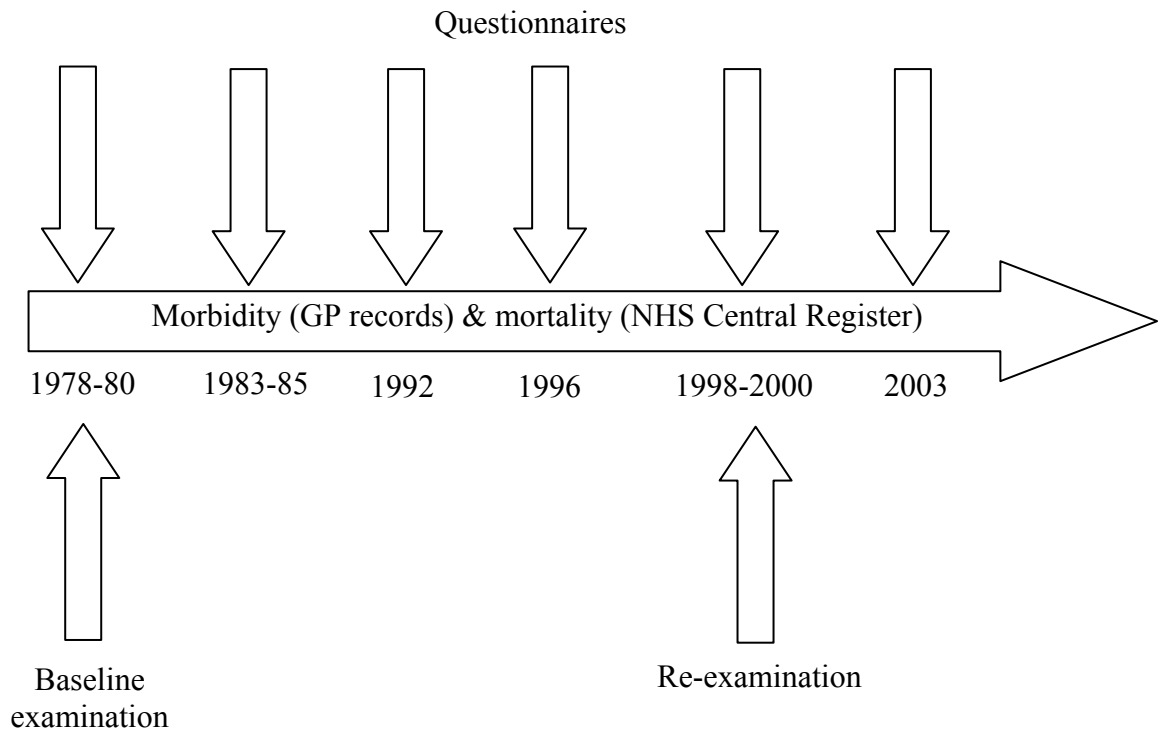 Questionnaires
Morbidity (GP records) & mortality (NHS Central Register)
1978-80
1983-85
1992
1996
1998-2000
2003
Baseline
examination
Re-examination